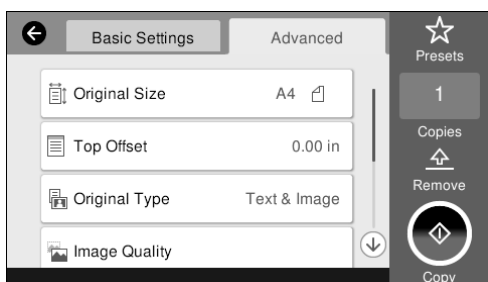 Basic Settings
Advanced
Presets
Original Size
A4
1
Copies
Top Offset
0.00 in
Remove
Original Type
Text & Image
Image Quality
Copy